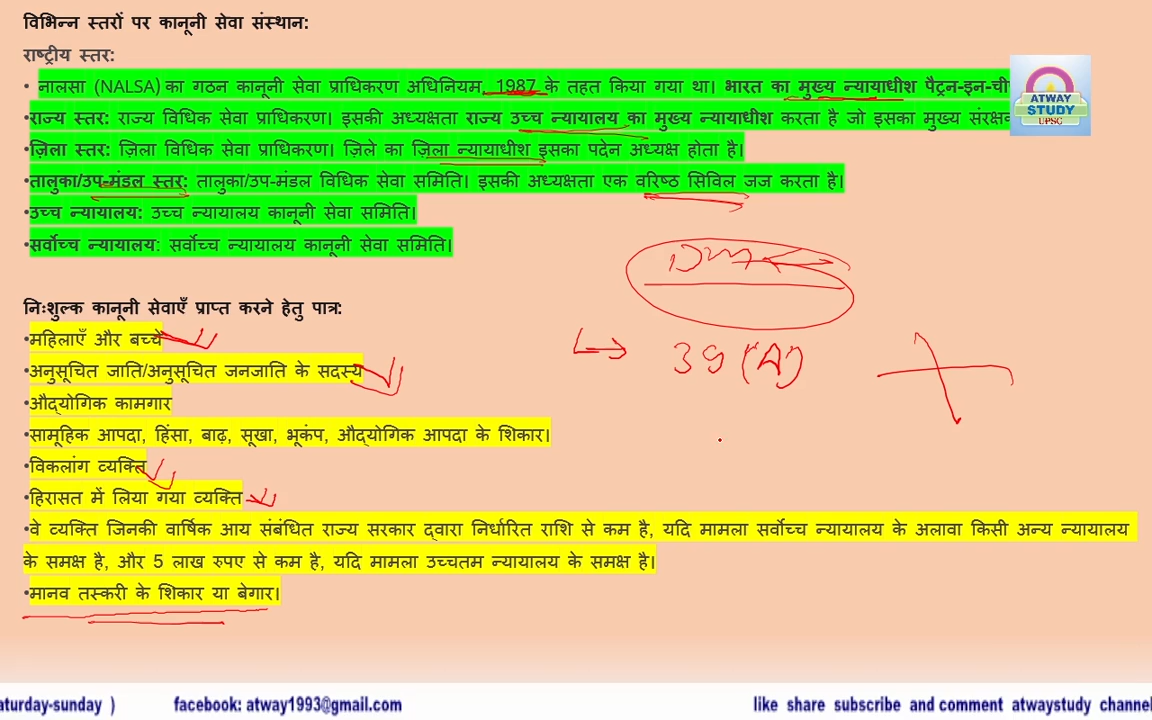 विभिन्न स्तरों पर कानूनी सेवा संस्थान:
राष्ट्रीय स्तर:
• नालसा (NALSA) का गठन कानूनी सेवा प्राधिकरण अधिनियम, 1987 के तहत किया गया था। भारत का मुख्य न्यायाधीश पैट्रन-इन-ची
ATWAY
STUDY
UPSC
• राज्य स्तर: राज्य विधिक सेवा प्राधिकरण। इसकी अध्यक्षता राज्य उच्च न्यायालय का मुख्य न्यायाधीश करता है जो इसका मुख्य संरक्षक
• ज़िला स्तर: ज़िला विधिक सेवा प्राधिकरण। ज़िले का ज़िला न्यायाधीश इसका पदेन अध्यक्ष होता है।
• तालुका/उप-मंडल स्तर: तालुका/उप-मंडल विधिक सेवा समिति। इसकी अध्यक्षता एक वरिष्ठ सिविल जज करता है।
•उच्च न्यायालय: उच्च न्यायालय कानूनी सेवा समिति।
•सर्वोच्च न्यायालय: सर्वोच्च न्यायालय कानूनी सेवा समिति।
निःशुल्क कानूनी सेवाएँ प्राप्त करने हेतु पात्र:
•महिलाएँ और बच्चे
•अनुसूचित जाति/अनुसूचित जनजाति के सदस्य
39 (A)
•औद्योगिक कामगार
•सामूहिक आपदा, हिंसा, बाढ़, सूखा, भूकंप, औद्योगिक आपदा के शिकार।
•विकलांग व्यक्ति
•हिरासत में लिया गया व्यक्ति
•वे व्यक्ति जिनकी वार्षिक आय संबंधित राज्य सरकार द्वारा निर्धारित राशि से कम है, यदि मामला सर्वोच्च न्यायालय के अलावा किसी अन्य न्यायालय
के समक्ष है, और 5 लाख रुपए से कम है, यदि मामला उच्चतम न्यायालय के समक्ष है।
•मानव तस्करी के शिकार या बेगार।
aturday-sunday ) facebook: atway1993@gmail.com like share subscribe and comment atwaystudy channel